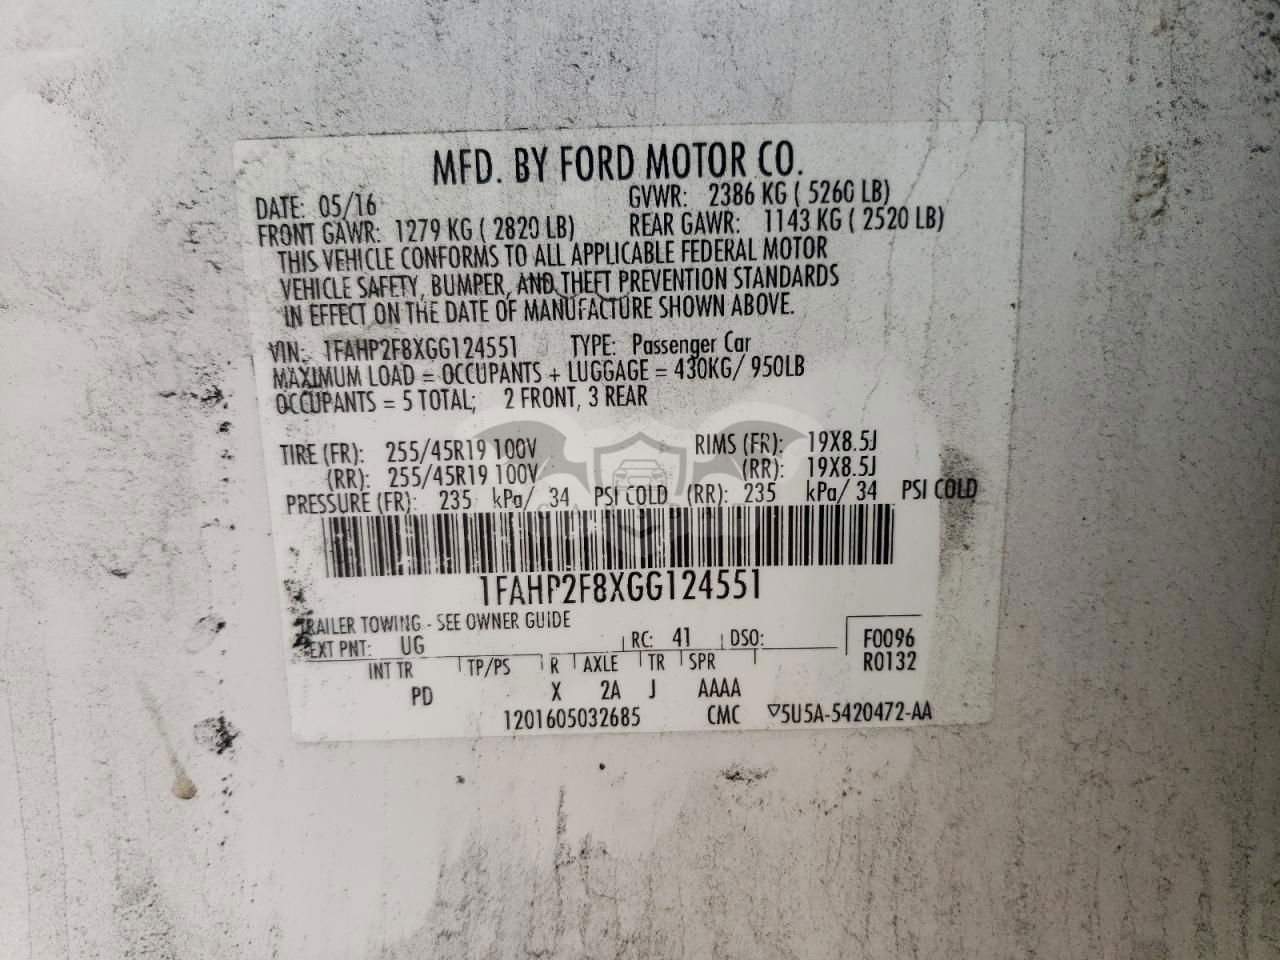 MFD. BY FORD MOTOR CO.
DATE: 05/16 GVWR: 2386 KG ( 5260 LB)
FRONT GAWR: 1279 KG ( 2820 LB) REAR GAWR: 1143 KG ( 2520 LB)
THIS VEHICLE CONFORMS TO ALL APPLICABLE FEDERAL MOTOR
VEHICLE SAFETY, BUMPER, AND THEFT PREVENTION STANDARDS
IN EFFECT ON THE DATE OF MANUFACTURE SHOWN ABOVE.
VIN: 1FAHP2F8XGG124551 TYPE: Passenger Car
MAXIMUM LOAD = OCCUPANTS + LUGGAGE = 430KG/ 950LB
OCCUPANTS = 5 TOTAL; 2 FRONT, 3 REAR
TIRE (FR): 255/45R19 100V RIMS (FR): 19X8.5J
(RR): 255/45R19 100V (RR): 19X8.5J
PRESSURE (FR): 235 kPa/ 34 PSI COLD (RR): 235 kPa/ 34 PSI COLD
1FAHP2F8XGG124551
TRAILER TOWING - SEE OWNER GUIDE
EXT PNT: UG RC: 41 DSO: F0096
INT TR TP/PS R AXLE TR SPR R0132
PD X 2A J AAAA
1201605032685 CMC ▽5U5A-5420472-AA